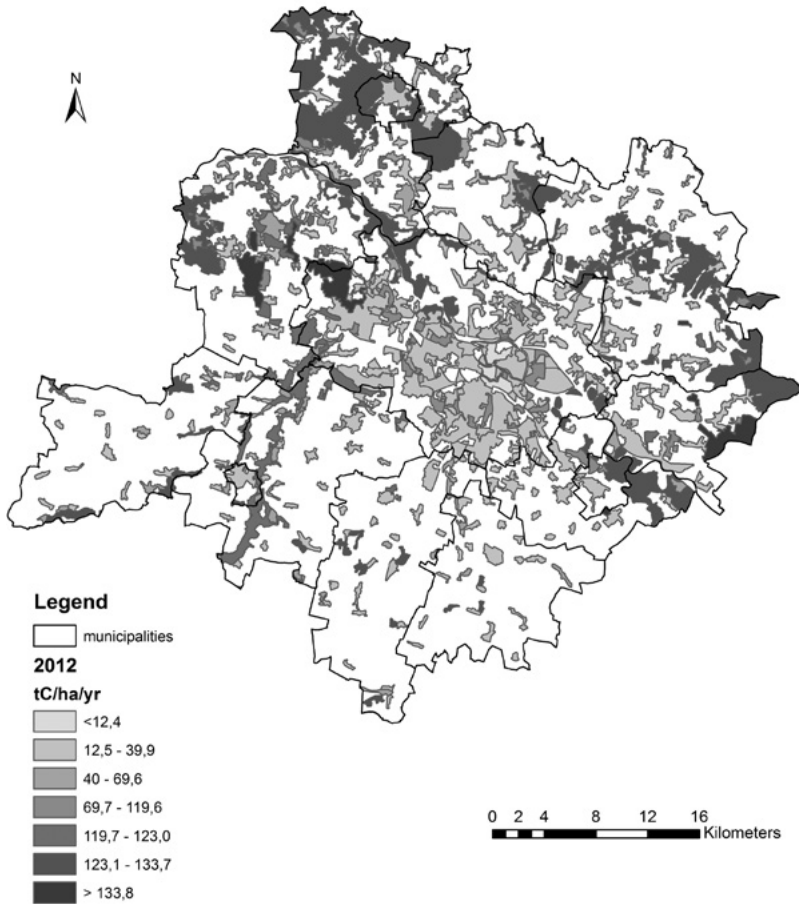 N
Legend
municipalities
2012
tC/ha/yr
<12,4
12,5 - 39,9
40 - 69,6
69,7 - 119,6
119,7 - 123,0
123,1 - 133,7
> 133,8
0 2 4 8 12 16
Kilometers